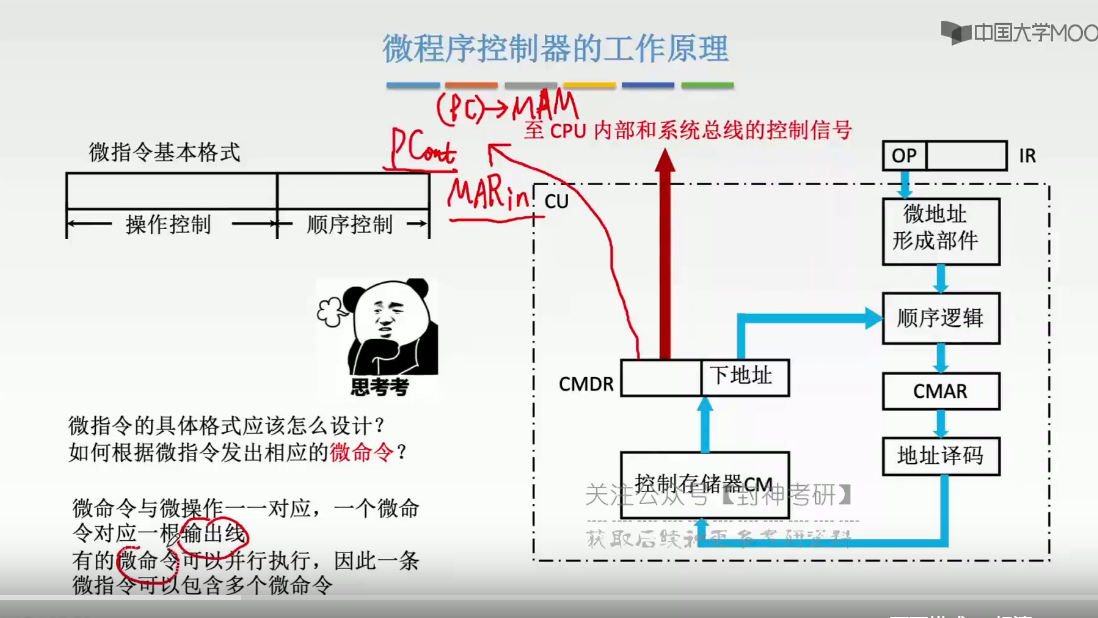 中国大学MOO
微程序控制器的工作原理
(PC)→MAM
至 CPU 内部和系统总线的控制信号
PCout
MARin
微指令基本格式
操作控制
顺序控制
OP
IR
CU
微地址
形成部件
顺序逻辑
CMDR
下地址
CMAR
地址译码
控制存储器CM
思考考
微指令的具体格式应该怎么设计？
如何根据微指令发出相应的微命令？
微命令与微操作一一对应，一个微命
令对应一根输出线
有的微命令可以并行执行，因此一条
微指令可以包含多个微命令
关注公众号【封神考研】
获取后续